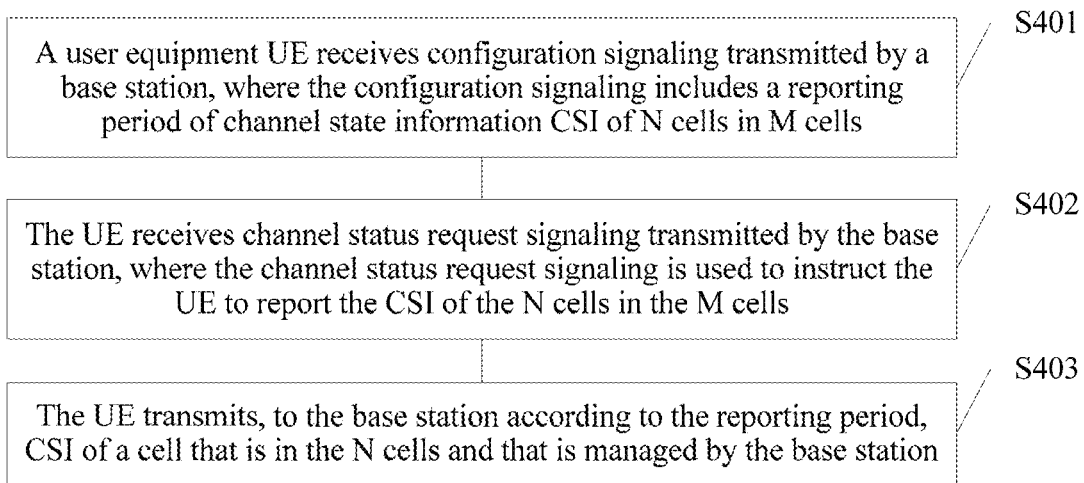 S401
A user equipment UE receives configuration signaling transmitted by a
base station, where the configuration signaling includes a reporting
period of channel state information CSI of N cells in M cells
S402
The UE receives channel status request signaling transmitted by the base
station, where the channel status request signaling is used to instruct the
UE to report the CSI of the N cells in the M cells
S403
The UE transmits, to the base station according to the reporting period,
CSI of a cell that is in the N cells and that is managed by the base station